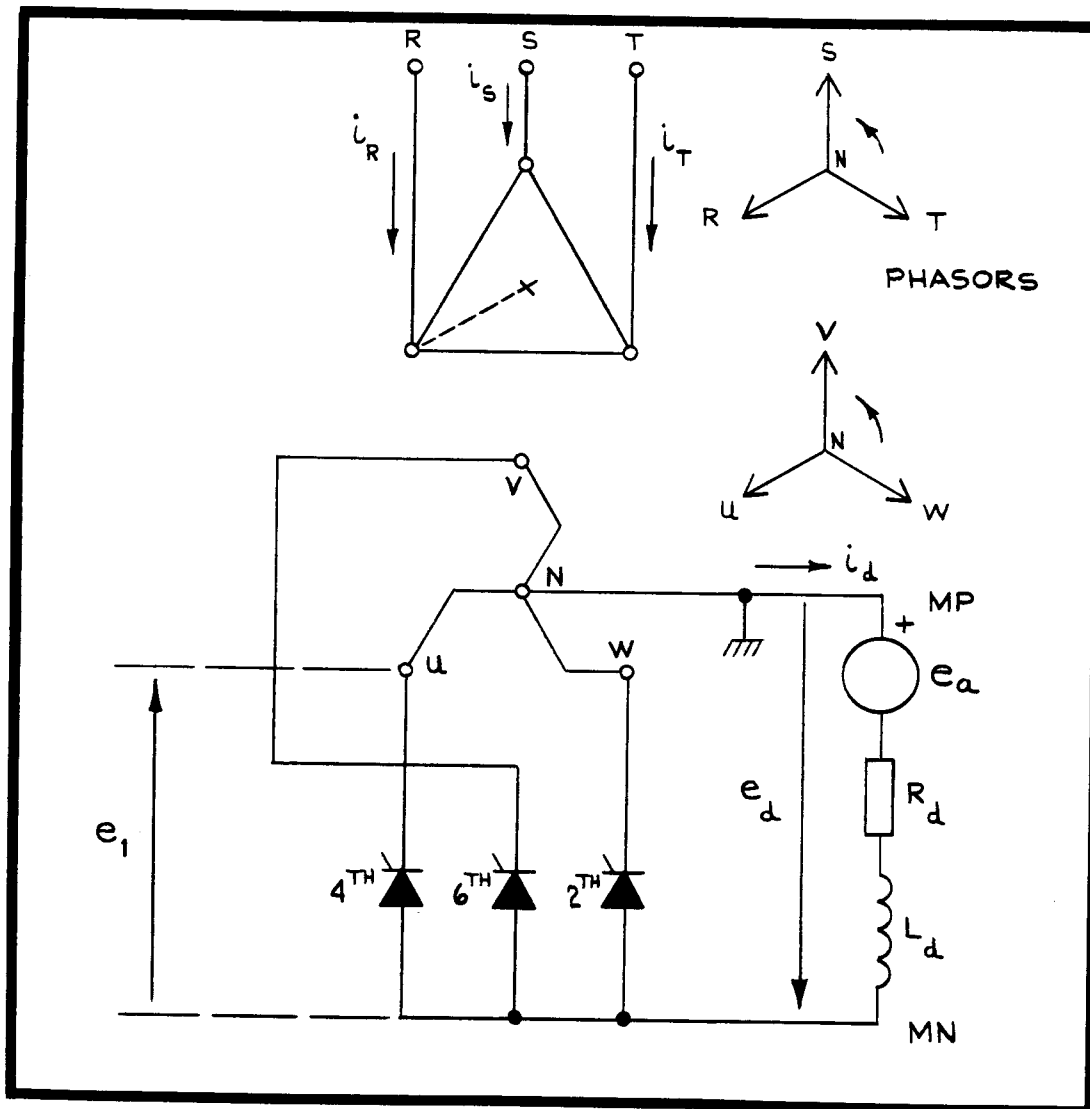 R S T
i_S
i_R i_T
S
N
R T
PHASORS
V
N
U W
V
i_d
N MP
+
W
U
e_a
e_d R_d
e_1
4TH 6TH 2TH
L_d
MN